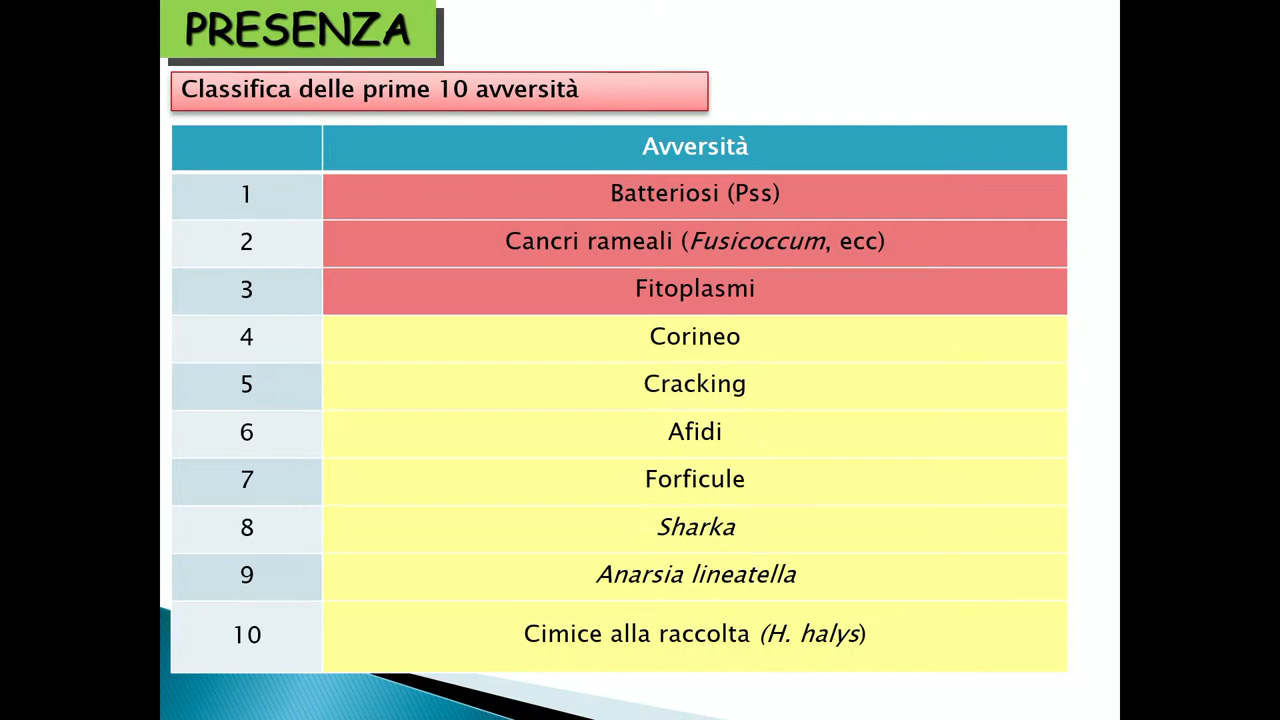 PRESENZA
Classifica delle prime 10 avversità
Avversità
1 Batteriosi (Pss)
2 Cancri rameali (Fusicoccum, ecc)
3 Fitoplasmi
4 Corineo
5 Cracking
6 Afidi
7 Forficule
8 Sharka
9 Anarsia lineatella
10 Cimice alla raccolta (H. halys)